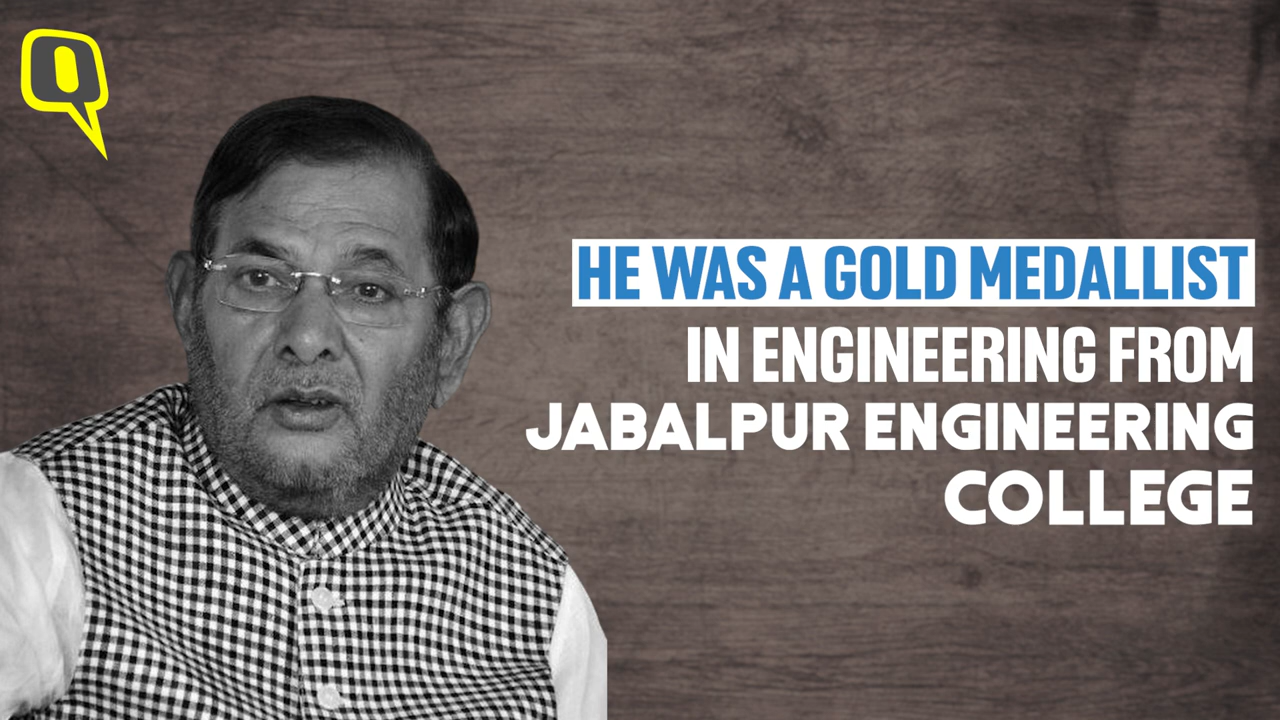 HE WAS A GOLD MEDALLIST
IN ENGINEERING FROM
JABALPUR ENGINEERING
COLLEGE